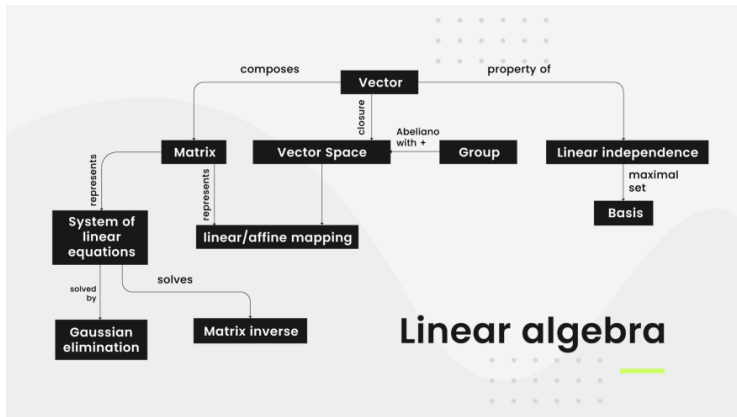 composes
Vector
property of
closure
Abeliano
with +
Matrix
Vector Space
Group
Linear independence
represents
represents
maximal
set
System of
linear
equations
linear/affine mapping
Basis
solved
by
solves
Gaussian
elimination
Matrix inverse
Linear algebra